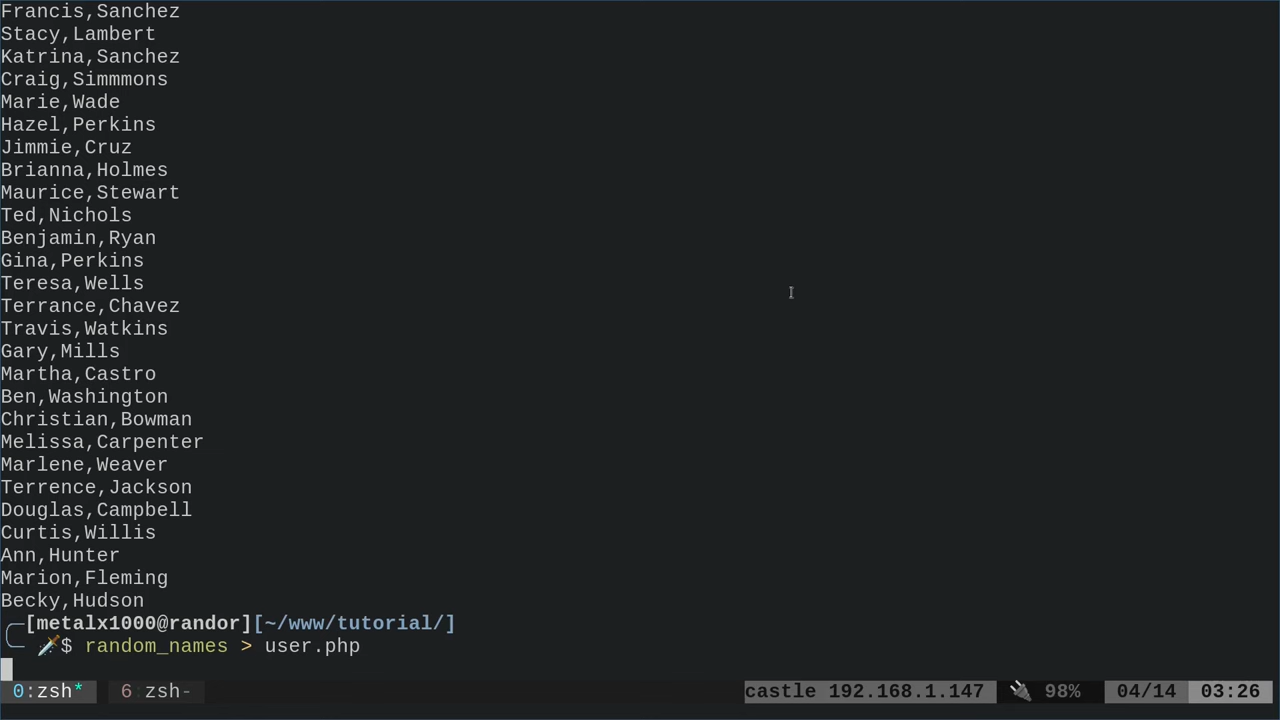 Francis,Sanchez
Stacy,Lambert
Katrina,Sanchez
Craig,Simmmons
Marie,Wade
Hazel,Perkins
Jimmie,Cruz
Brianna,Holmes
Maurice,Stewart
Ted,Nichols
Benjamin,Ryan
Gina,Perkins
Teresa,Wells
Terrance,Chavez
Travis,Watkins
Gary,Mills
Martha,Castro
Ben,Washington
Christian,Bowman
Melissa,Carpenter
Marlene,Weaver
Terrence,Jackson
Douglas,Campbell
Curtis,Willis
Ann,Hunter
Marion,Fleming
Becky,Hudson
[metalx1000@randor][~/www/tutorial/]
$ random_names > user.php
0:zsh* 6 zsh- castle 192.168.1.147 98% 04/14 03:26